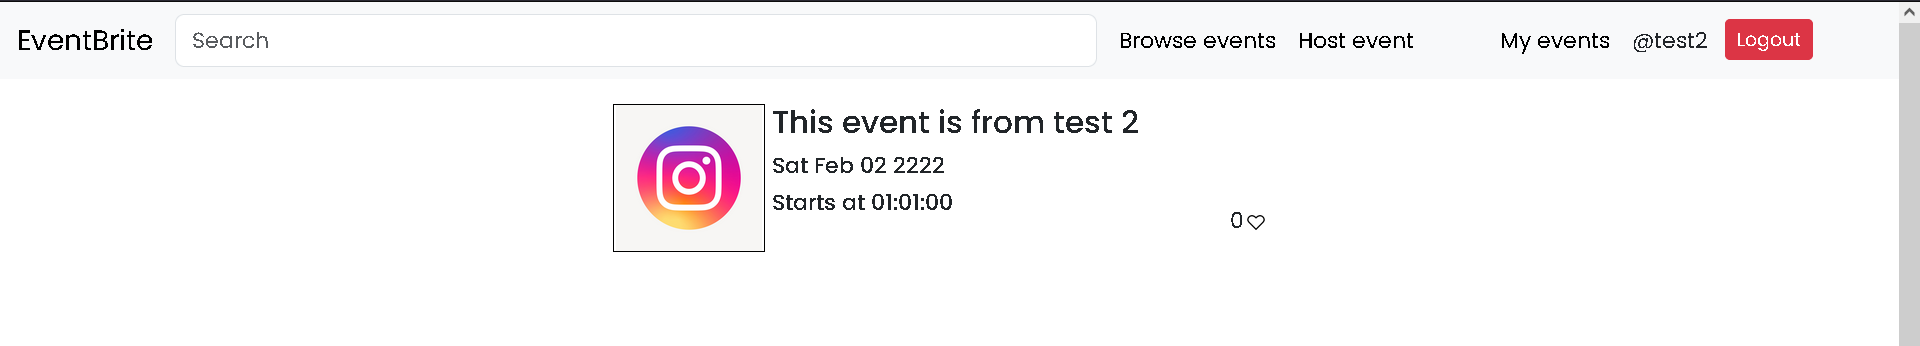 EventBrite Search Browse events Host event My events @test2 Logout
This event is from test 2
Sat Feb 02 2222
Starts at 01:01:00
0